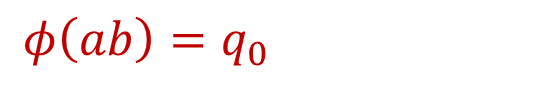 ϕ(ab) = q₀